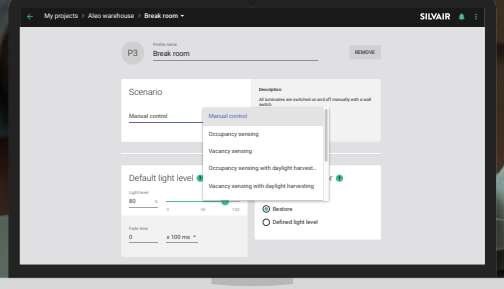 My projects > Aleo warehouse > Break room
SILVAIR
P3
Profile name
Break room
REMOVE
Scenario
Manual control
Description:
All luminaires are switched on and off manually with a wall
switch.
Manual control
Occupancy sensing
Vacancy sensing
Occupancy sensing with daylight harvest...
Vacancy sensing with daylight harvesting
Default light level
Light level
80
%
0
50
100
Fade time
0
x 100 ms
Restore
Defined light level